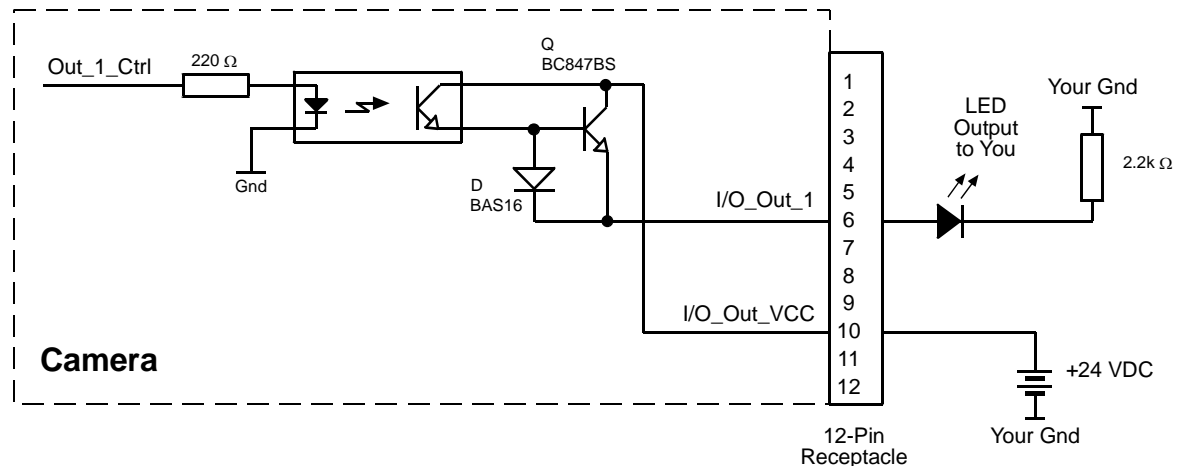 Out_1_Ctrl
220 Ω
Gnd
Q
BC847BS
D
BAS16
I/O_Out_1
I/O_Out_VCC
Camera
1
2
3
4
5
6
7
8
9
10
11
12
12-Pin
Receptacle
LED
Output
to You
Your Gnd
2.2k Ω
+24 VDC
Your Gnd